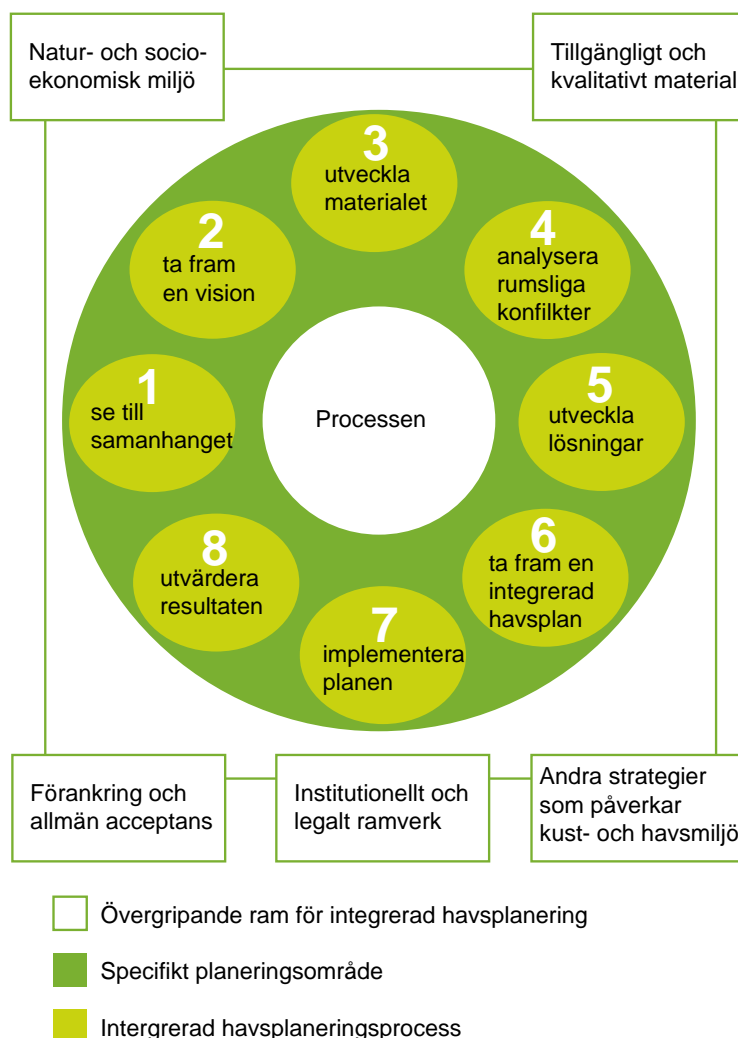 Natur- och socio-
ekonomisk miljö
Tillgängligt och
kvalitativt material
3
utveckla
materialet
2
ta fram
en vision
4
analysera
rumsliga
konfilkter
1
se till
samanhanget
Processen
5
utveckla
lösningar
8
utvärdera
resultaten
6
ta fram en
integrerad
havsplan
7
implementera
planen
Förankring och
allmän acceptans
Institutionellt och
legalt ramverk
Andra strategier
som påverkar
kust- och havsmiljö
Övergripande ram för integrerad havsplanering
Specifikt planeringsområde
Intergrerad havsplaneringsprocess